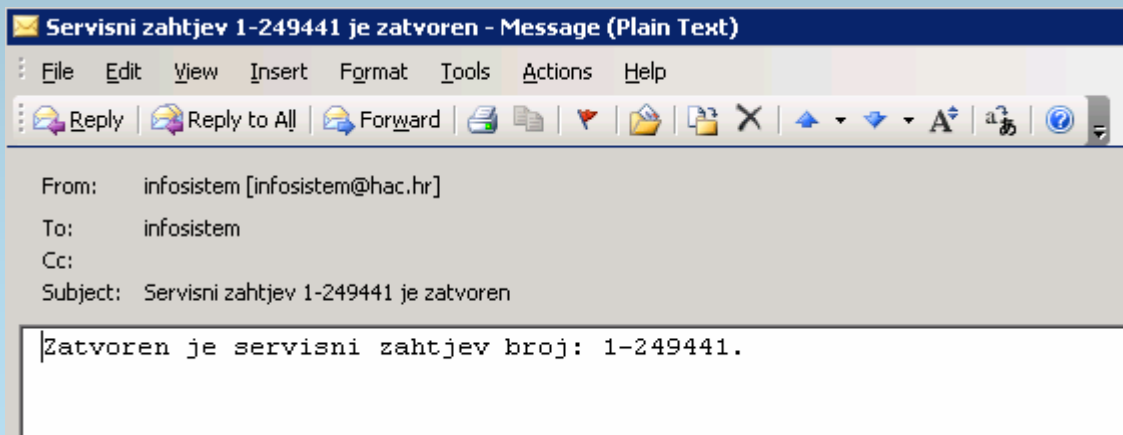 Servisni zahtjev 1-249441 je zatvoren - Message (Plain Text)
File Edit View Insert Format Tools Actions Help
Reply Reply to All Forward
From: infosistem [infosistem@hac.hr]
To: infosistem
Cc:
Subject: Servisni zahtjev 1-249441 je zatvoren
Zatvoren je servisni zahtjev broj: 1-249441.